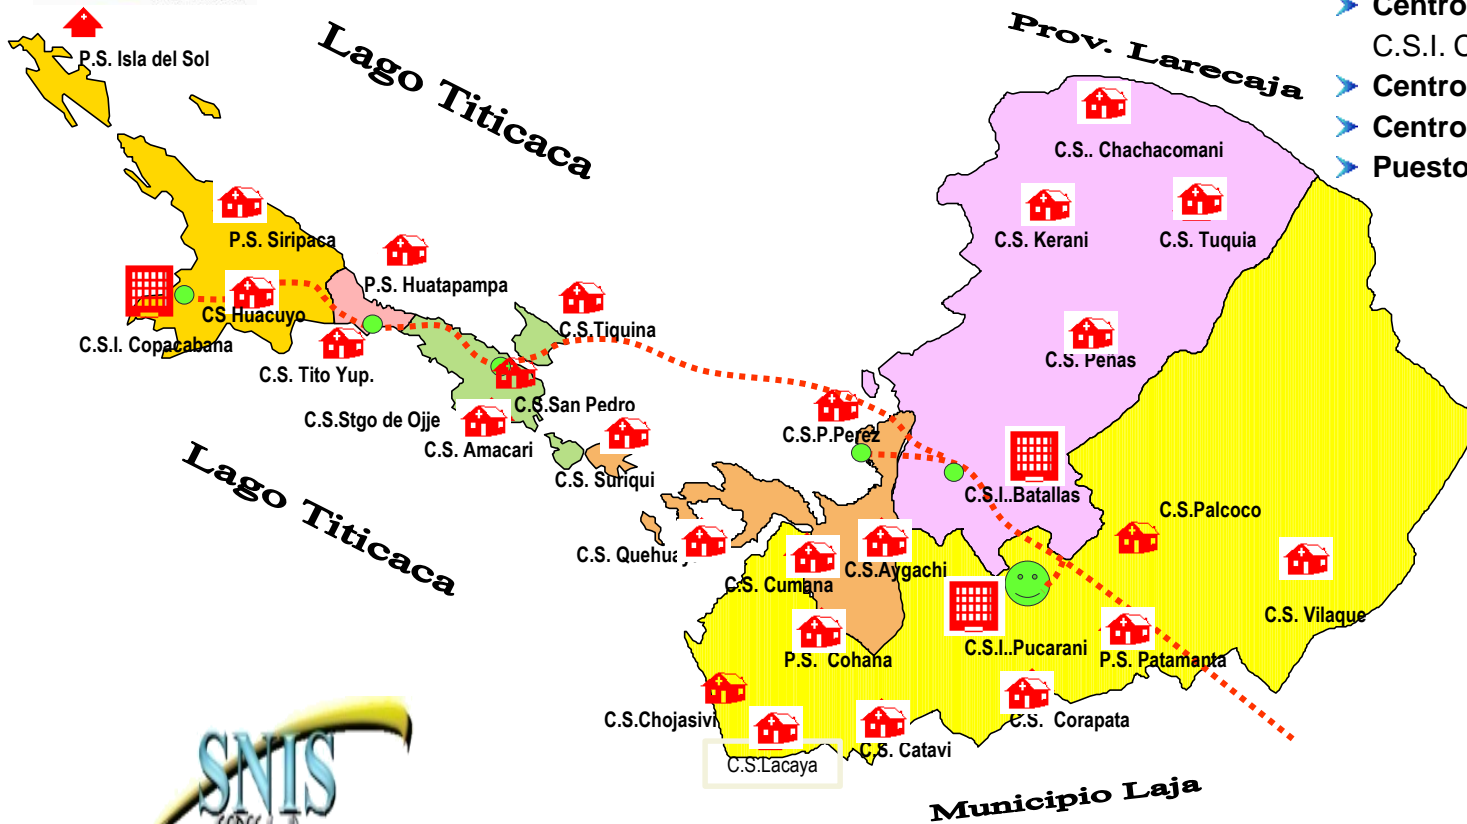 Centro
P.S. Isla del Sol
Lago Titicaca
Prov. Larecaja
C.S.I. C
Centro
Centro
Puesto
C.S.. Chachacomani
P.S. Siripaca
C.S. Kerani
C.S. Tuquia
P.S. Huatapampa
CS Huacuyo
C.S.I. Copacabana
C.S.Tiquina
C.S. Tito Yup.
C.S. Peñas
C.S.San Pedro
C.S.Stgo de Ojje
C.S. Amacari
C.S.P.Perez
C.S. Suriqui
Lago Titicaca
C.S.I..Batallas
C.S.Palcoco
C.S. Quehuay
C.S. Cumana
C.S.Aygachi
C.S. Vilaque
P.S. Cohana
C.S.I..Pucarani
P.S. Patamanta
C.S.Chojasivi
C.S. Corapata
C.S. Catavi
C.S.Lacaya
SNIS
Municipio Laja